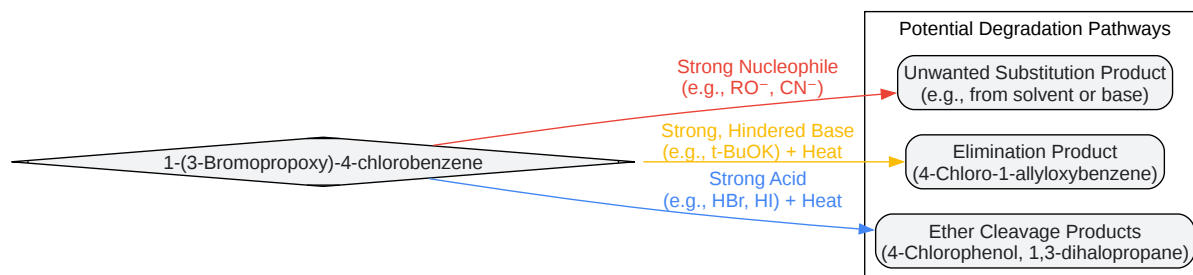 Potential Degradation Pathways
Strong Nucleophile
(e.g., RO⁻, CN⁻)
Unwanted Substitution Product
(e.g., from solvent or base)
1-(3-Bromopropoxy)-4-chlorobenzene
Strong, Hindered Base
(e.g., t-BuOK) + Heat
Elimination Product
(4-Chloro-1-allyloxybenzene)
Strong Acid
(e.g., HBr, HI) + Heat
Ether Cleavage Products
(4-Chlorophenol, 1,3-dihalopropane)